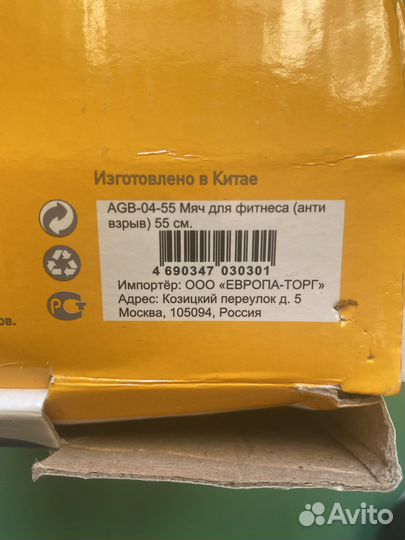 Изготовлено в Китае
AGB-04-55 Мяч для фитнеса (анти
взрыв) 55 см.
4 690347 030301
Импортёр: ООО «ЕВРОПА-ТОРГ»
Адрес: Козицкий переулок д. 5
Москва, 105094, Россия
ов.
Avito